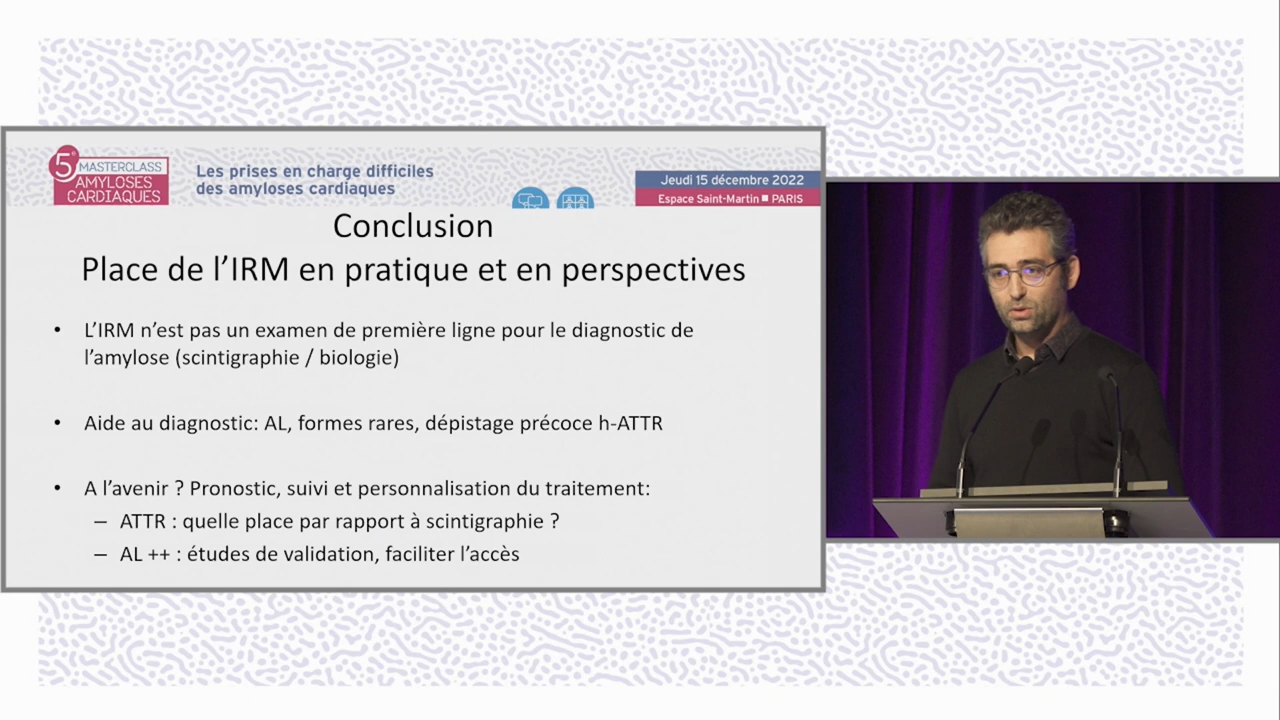 5e MASTERCLASS
AMYLOSES
CARDIAQUES
Les prises en charge difficiles
des amyloses cardiaques
Jeudi 15 décembre 2022
Espace Saint-Martin ■ PARIS
Conclusion
Place de l’IRM en pratique et en perspectives
• L’IRM n’est pas un examen de première ligne pour le diagnostic de
l’amylose (scintigraphie / biologie)
• Aide au diagnostic: AL, formes rares, dépistage précoce h-ATTR
• A l’avenir ? Pronostic, suivi et personnalisation du traitement:
– ATTR : quelle place par rapport à scintigraphie ?
– AL ++ : études de validation, faciliter l’accès